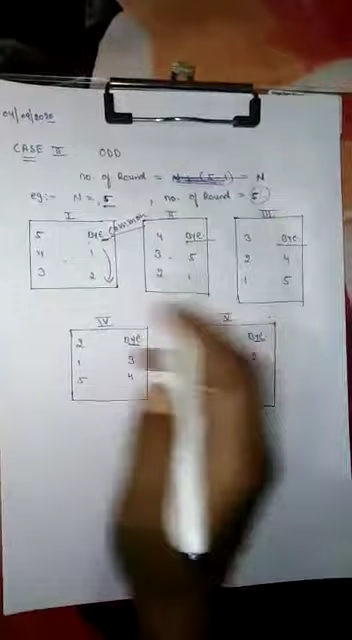 04/09/2020
CASE II ODD
no. of Round = N
eg:- N = 5, no. of Round = 5
I
5 Bye common
4 1
3 2
II
4 Bye
3 5
2 1
III
3 Bye
2 4
1 5
IV
2 Bye
1 3
5 4
V
Bye
2